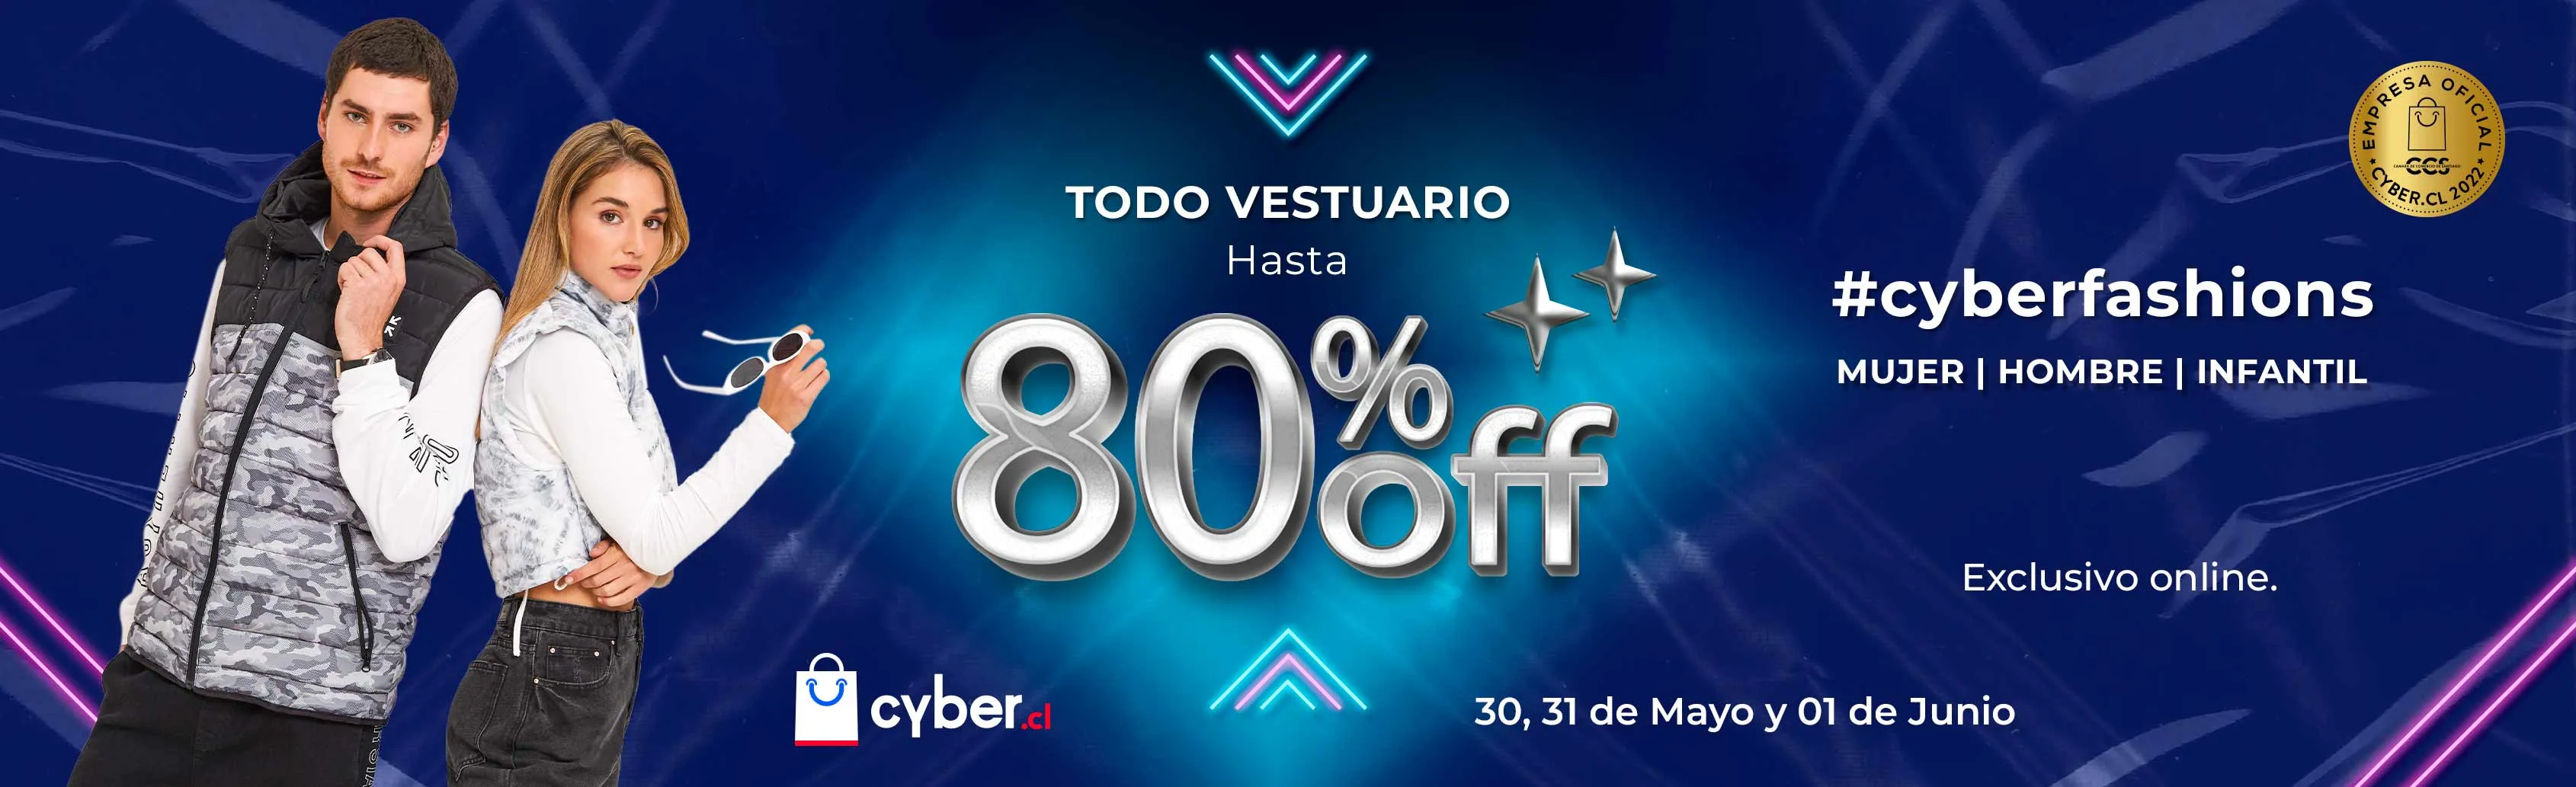 TODO VESTUARIO
Hasta
80% off
#cyberfashions
MUJER | HOMBRE | INFANTIL
Exclusivo online.
30, 31 de Mayo y 01 de Junio
cyber.cl
EMPRESA OFICIAL
CCS
CYBER.CL 2022